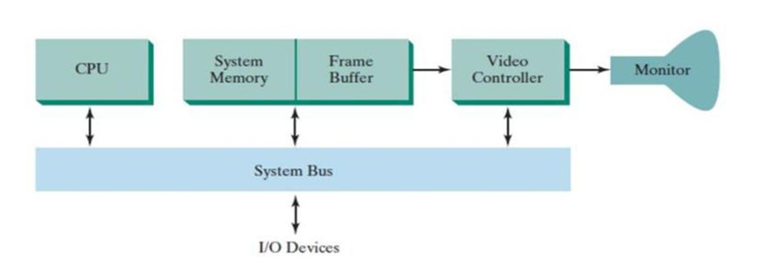 CPU
System
Memory
Frame
Buffer
Video
Controller
Monitor
System Bus
I/O Devices